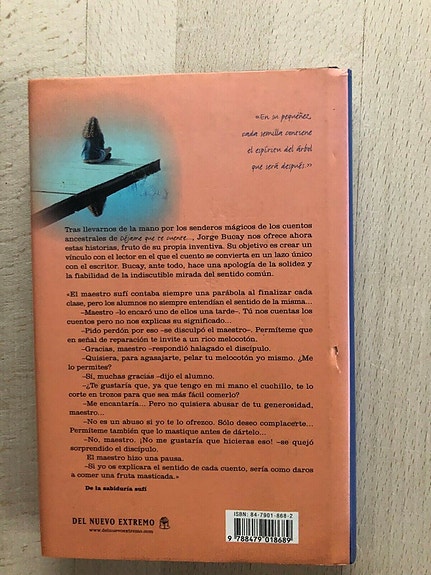 «En su pequeñez,
cada semilla contiene
el espíritu del árbol
que será después.»
Tras llevarnos de la mano por los senderos mágicos de los cuentos
ancestrales de Déjame que te cuente..., Jorge Bucay nos ofrece ahora
estas historias, fruto de su propia inventiva. Su objetivo es crear un
vínculo con el lector en el que el cuento se convierta en un lazo único
con el escritor. Bucay, ante todo, hace una apología de la solidez y
la fiabilidad de la indiscutible mirada del sentido común.
«El maestro sufí contaba siempre una parábola al finalizar cada
clase, pero los alumnos no siempre entendían el sentido de la misma...
–Maestro –lo encaró uno de ellos una tarde–. Tú nos cuentas los
cuentos pero no nos explicas su significado...
–Pido perdón por eso –se disculpó el maestro–. Permíteme que
en señal de reparación te invite a un rico melocotón.
–Gracias, maestro –respondió halagado el discípulo.
–Quisiera, para agasajarte, pelar tu melocotón yo mismo. ¿Me
lo permites?
–Sí, muchas gracias –dijo el alumno.
–¿Te gustaría que, ya que tengo en mi mano el cuchillo, te lo
corte en trozos para que sea más fácil comerlo?
–Me encantaría... Pero no quisiera abusar de tu generosidad,
maestro...
–No es un abuso si yo te lo ofrezco. Sólo deseo complacerte...
Permíteme también que lo mastique antes de dártelo...
–No, maestro. ¡No me gustaría que hicieras eso! –se quejó
sorprendido el discípulo.
El maestro hizo una pausa.
–Si yo os explicara el sentido de cada cuento, sería como daros
a comer una fruta masticada.»
De la sabiduría sufí
DEL NUEVO EXTREMO
www.delnuevoextremo.com
ISBN: 84-7901-868-2
9 788479 018689